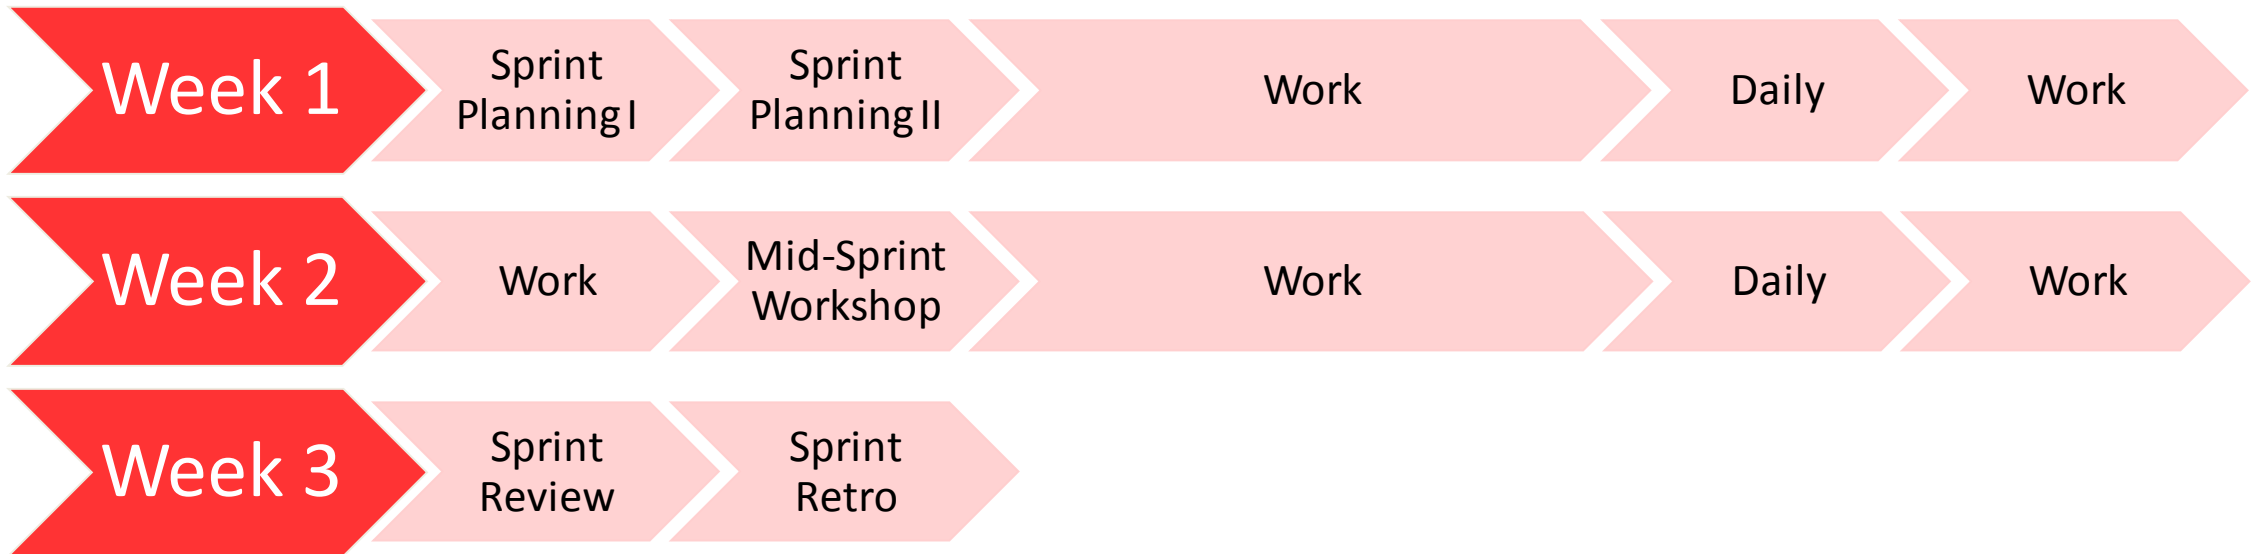 Week 1
Sprint
Planning I
Sprint
Planning II
Work
Daily
Work
Week 2
Work
Mid-Sprint
Workshop
Work
Daily
Work
Week 3
Sprint
Review
Sprint
Retro